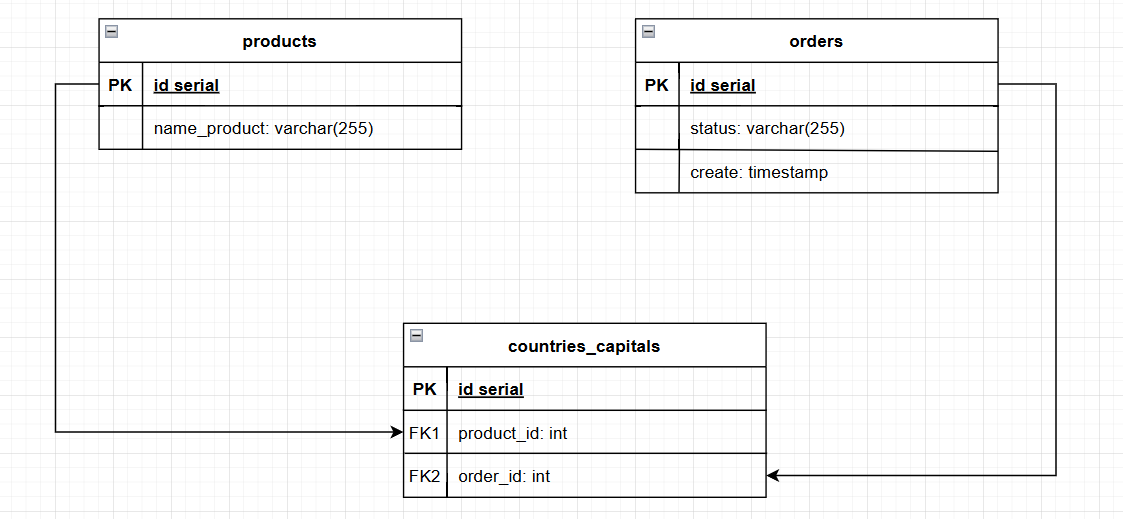 products
PK id serial
name_product: varchar(255)
orders
PK id serial
status: varchar(255)
create: timestamp
countries_capitals
PK id serial
FK1 product_id: int
FK2 order_id: int